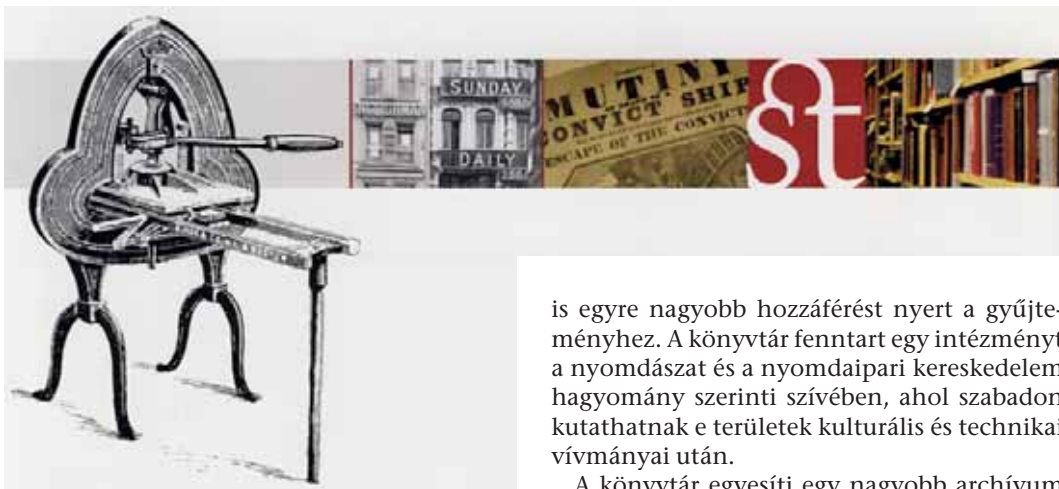 SUNDAY
DAILY
MUTINY
CONVICT SHIP
ESCAPE OF THE CONVICT
st
is egyre nagyobb hozzáférést nyert a gyűjte-
ményhez. A könyvtár fenntart egy intézményt
a nyomdászat és a nyomdaipari kereskedelem
hagyomány szerinti szívében, ahol szabadon
kutathatnak e területek kulturális és technikai
vívmányai után.
A könyvtár egyesíti egy nagyobb archívum